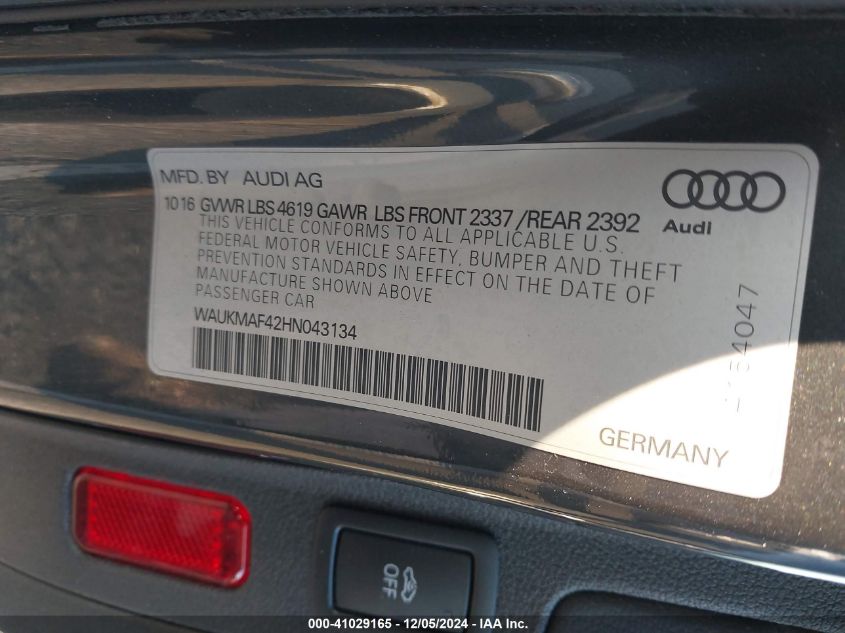 MFD. BY AUDI AG
Audi
10 16 GVWR LBS 4619 GAWR LBS FRONT 2337 /REAR 2392
THIS VEHICLE CONFORMS TO ALL APPLICABLE U.S.
FEDERAL MOTOR VEHICLE SAFETY, BUMPER AND THEFT
PREVENTION STANDARDS IN EFFECT ON THE DATE OF
MANUFACTURE SHOWN ABOVE
PASSENGER CAR
WAUKMAF42HN043134
GERMANY
OFF
000-41029165 - 12/05/2024 - IAAI.com